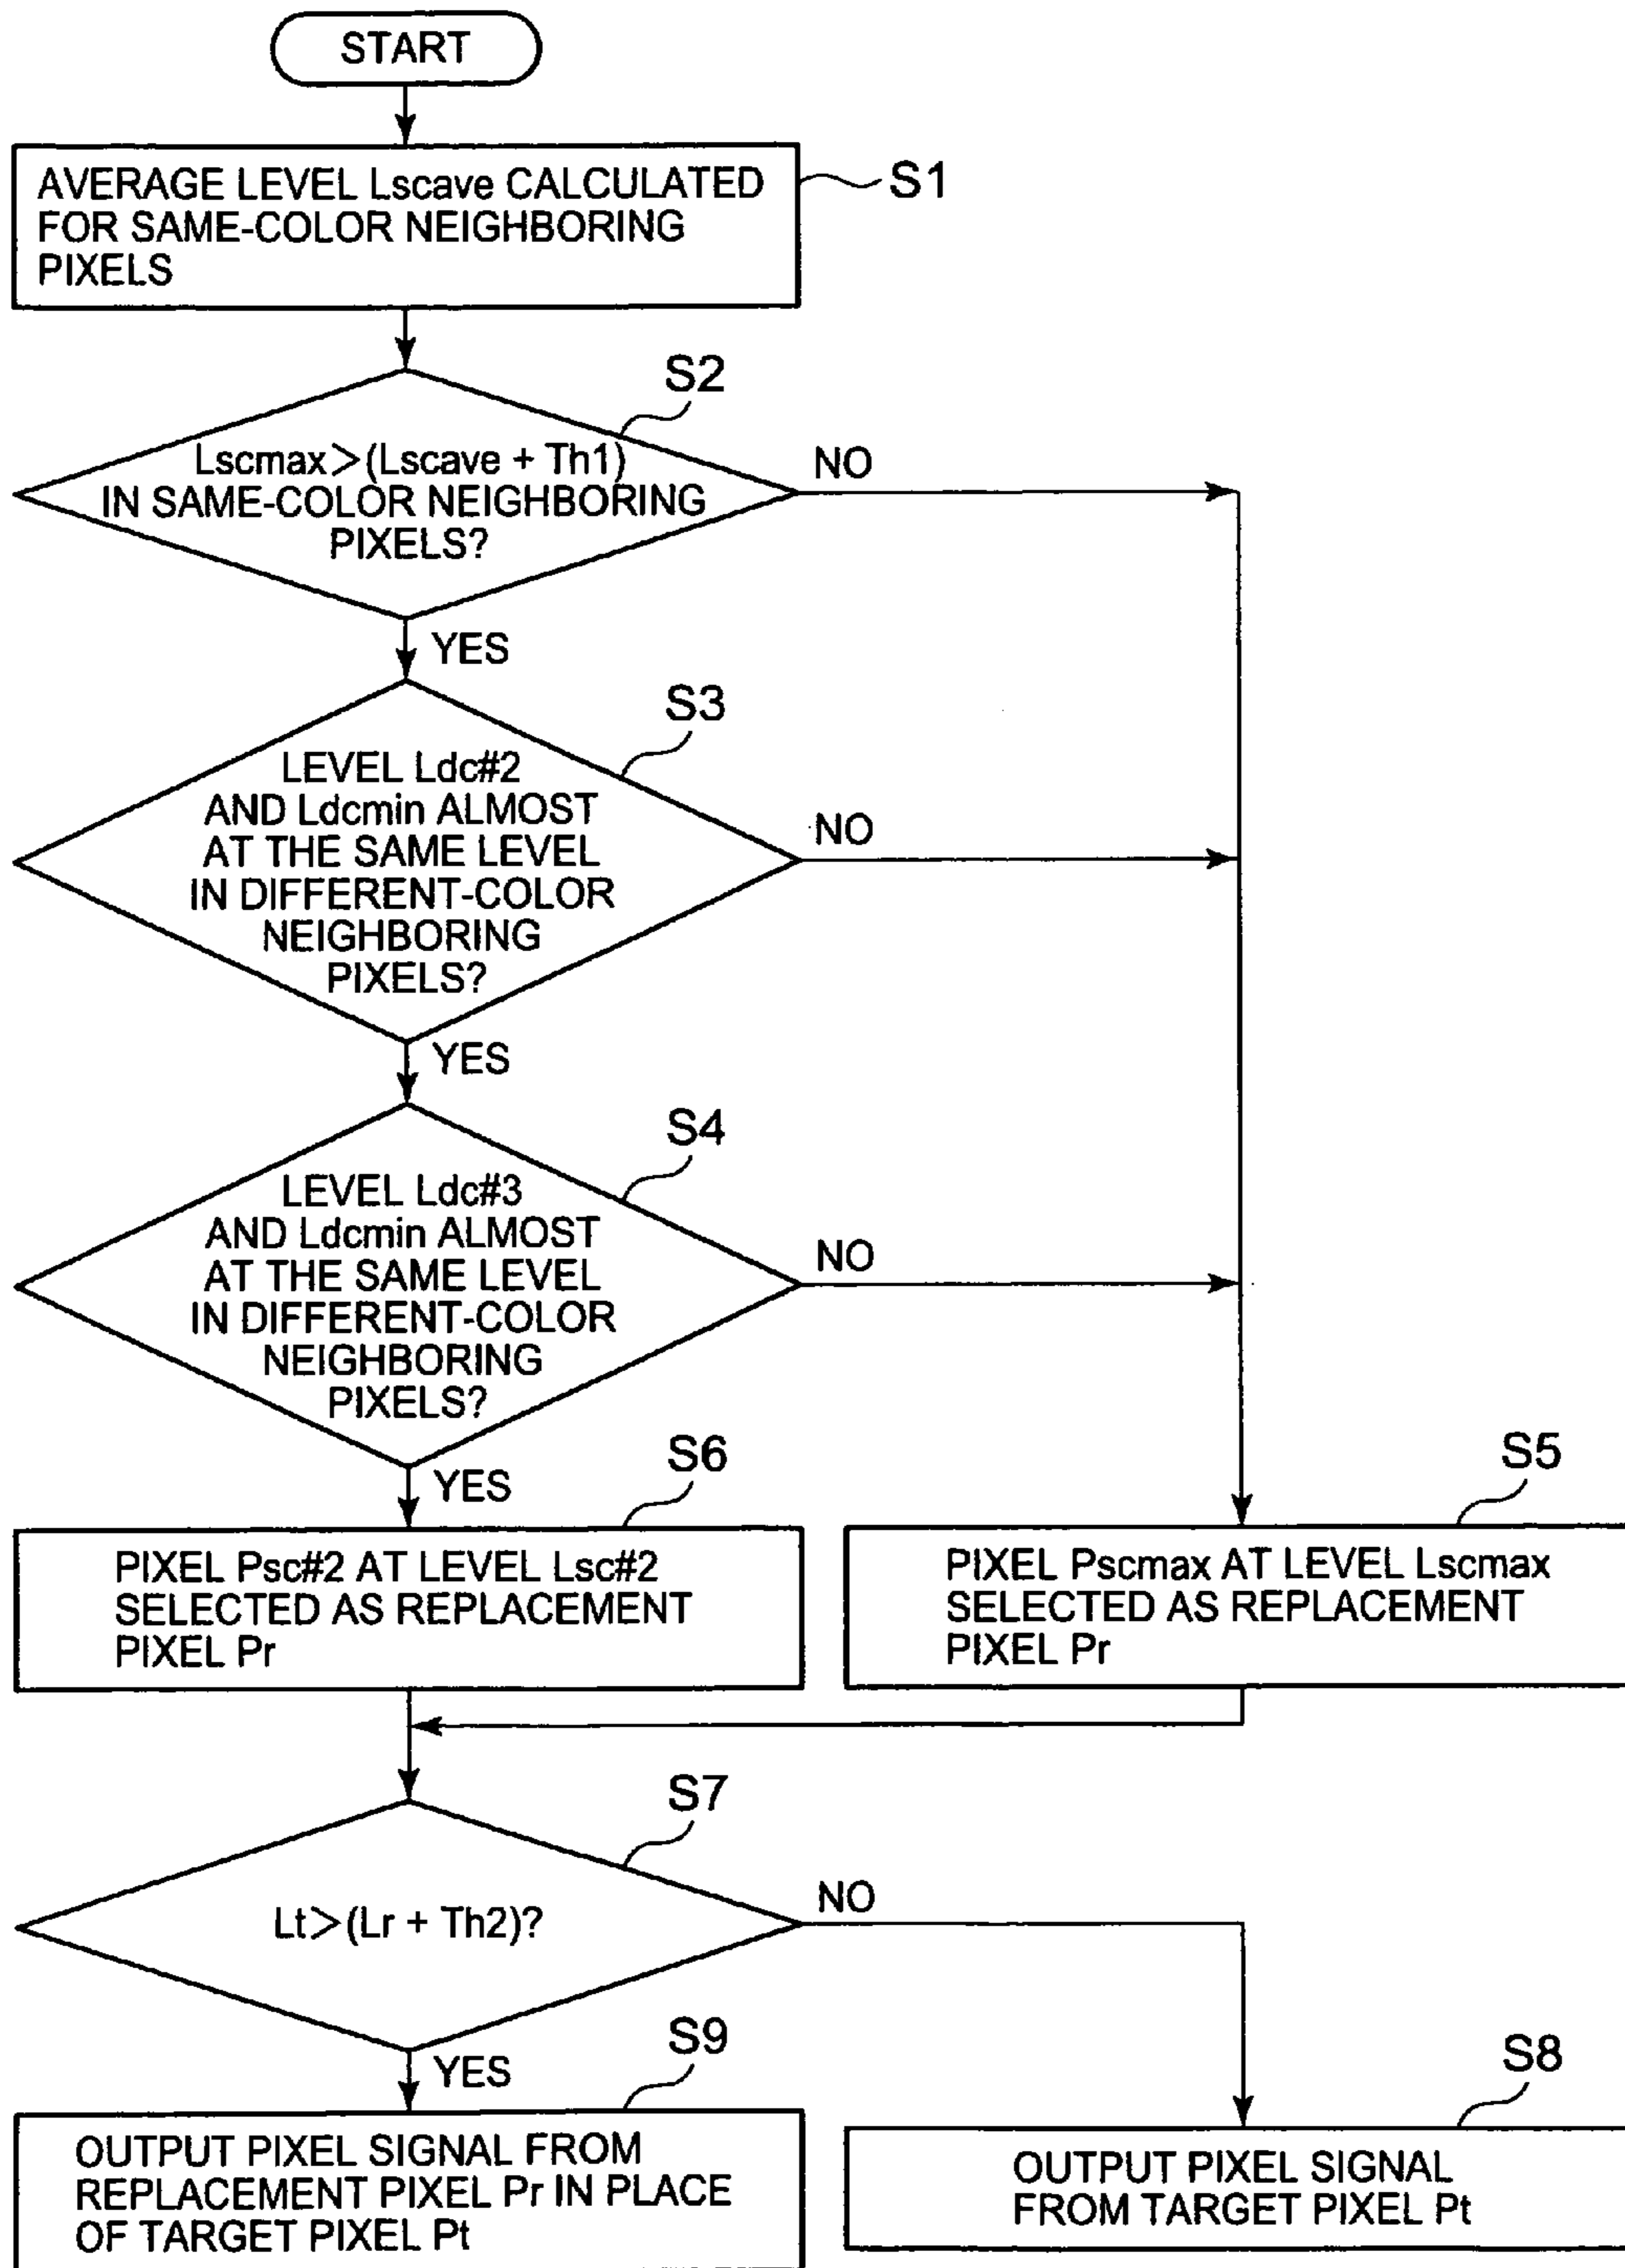 START
AVERAGE LEVEL Lscave CALCULATED
FOR SAME-COLOR NEIGHBORING
PIXELS
S1
S2
Lscmax>(Lscave + Th1)
IN SAME-COLOR NEIGHBORING
PIXELS?
NO
YES
S3
LEVEL Ldc#2
AND Ldcmin ALMOST
AT THE SAME LEVEL
IN DIFFERENT-COLOR
NEIGHBORING
PIXELS?
NO
YES
S4
LEVEL Ldc#3
AND Ldcmin ALMOST
AT THE SAME LEVEL
IN DIFFERENT-COLOR
NEIGHBORING
PIXELS?
NO
YES
S6
PIXEL Psc#2 AT LEVEL Lsc#2
SELECTED AS REPLACEMENT
PIXEL Pr
S5
PIXEL Pscmax AT LEVEL Lscmax
SELECTED AS REPLACEMENT
PIXEL Pr
S7
Lt>(Lr + Th2)?
NO
YES
S9
OUTPUT PIXEL SIGNAL FROM
REPLACEMENT PIXEL Pr IN PLACE
OF TARGET PIXEL Pt
S8
OUTPUT PIXEL SIGNAL
FROM TARGET PIXEL Pt